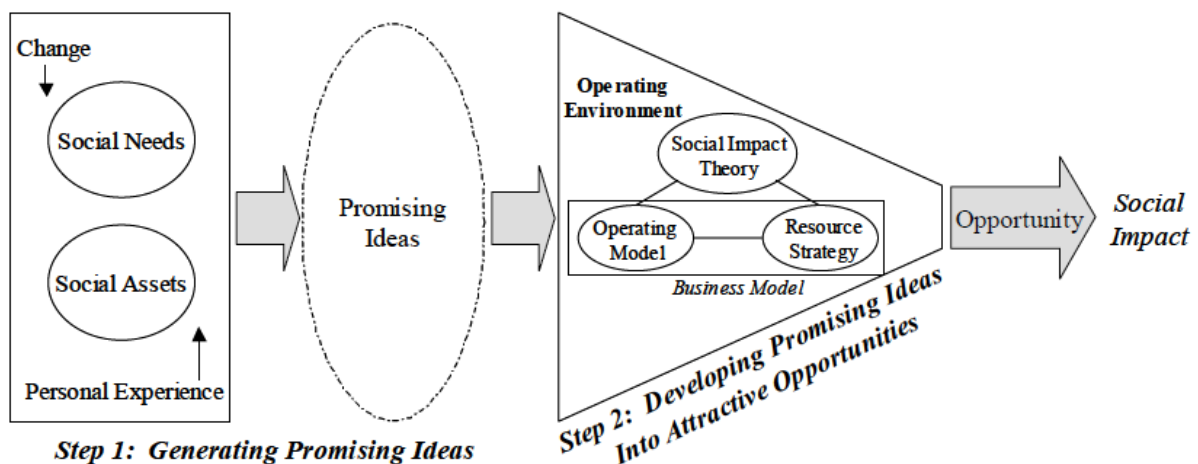 Change
Social Needs
Social Assets
Personal Experience
Step 1: Generating Promising Ideas
Promising
Ideas
Operating
Environment
Social Impact
Theory
Operating
Model
Resource
Strategy
Business Model
Step 2: Developing Promising Ideas
Into Attractive Opportunities
Opportunity
Social
Impact